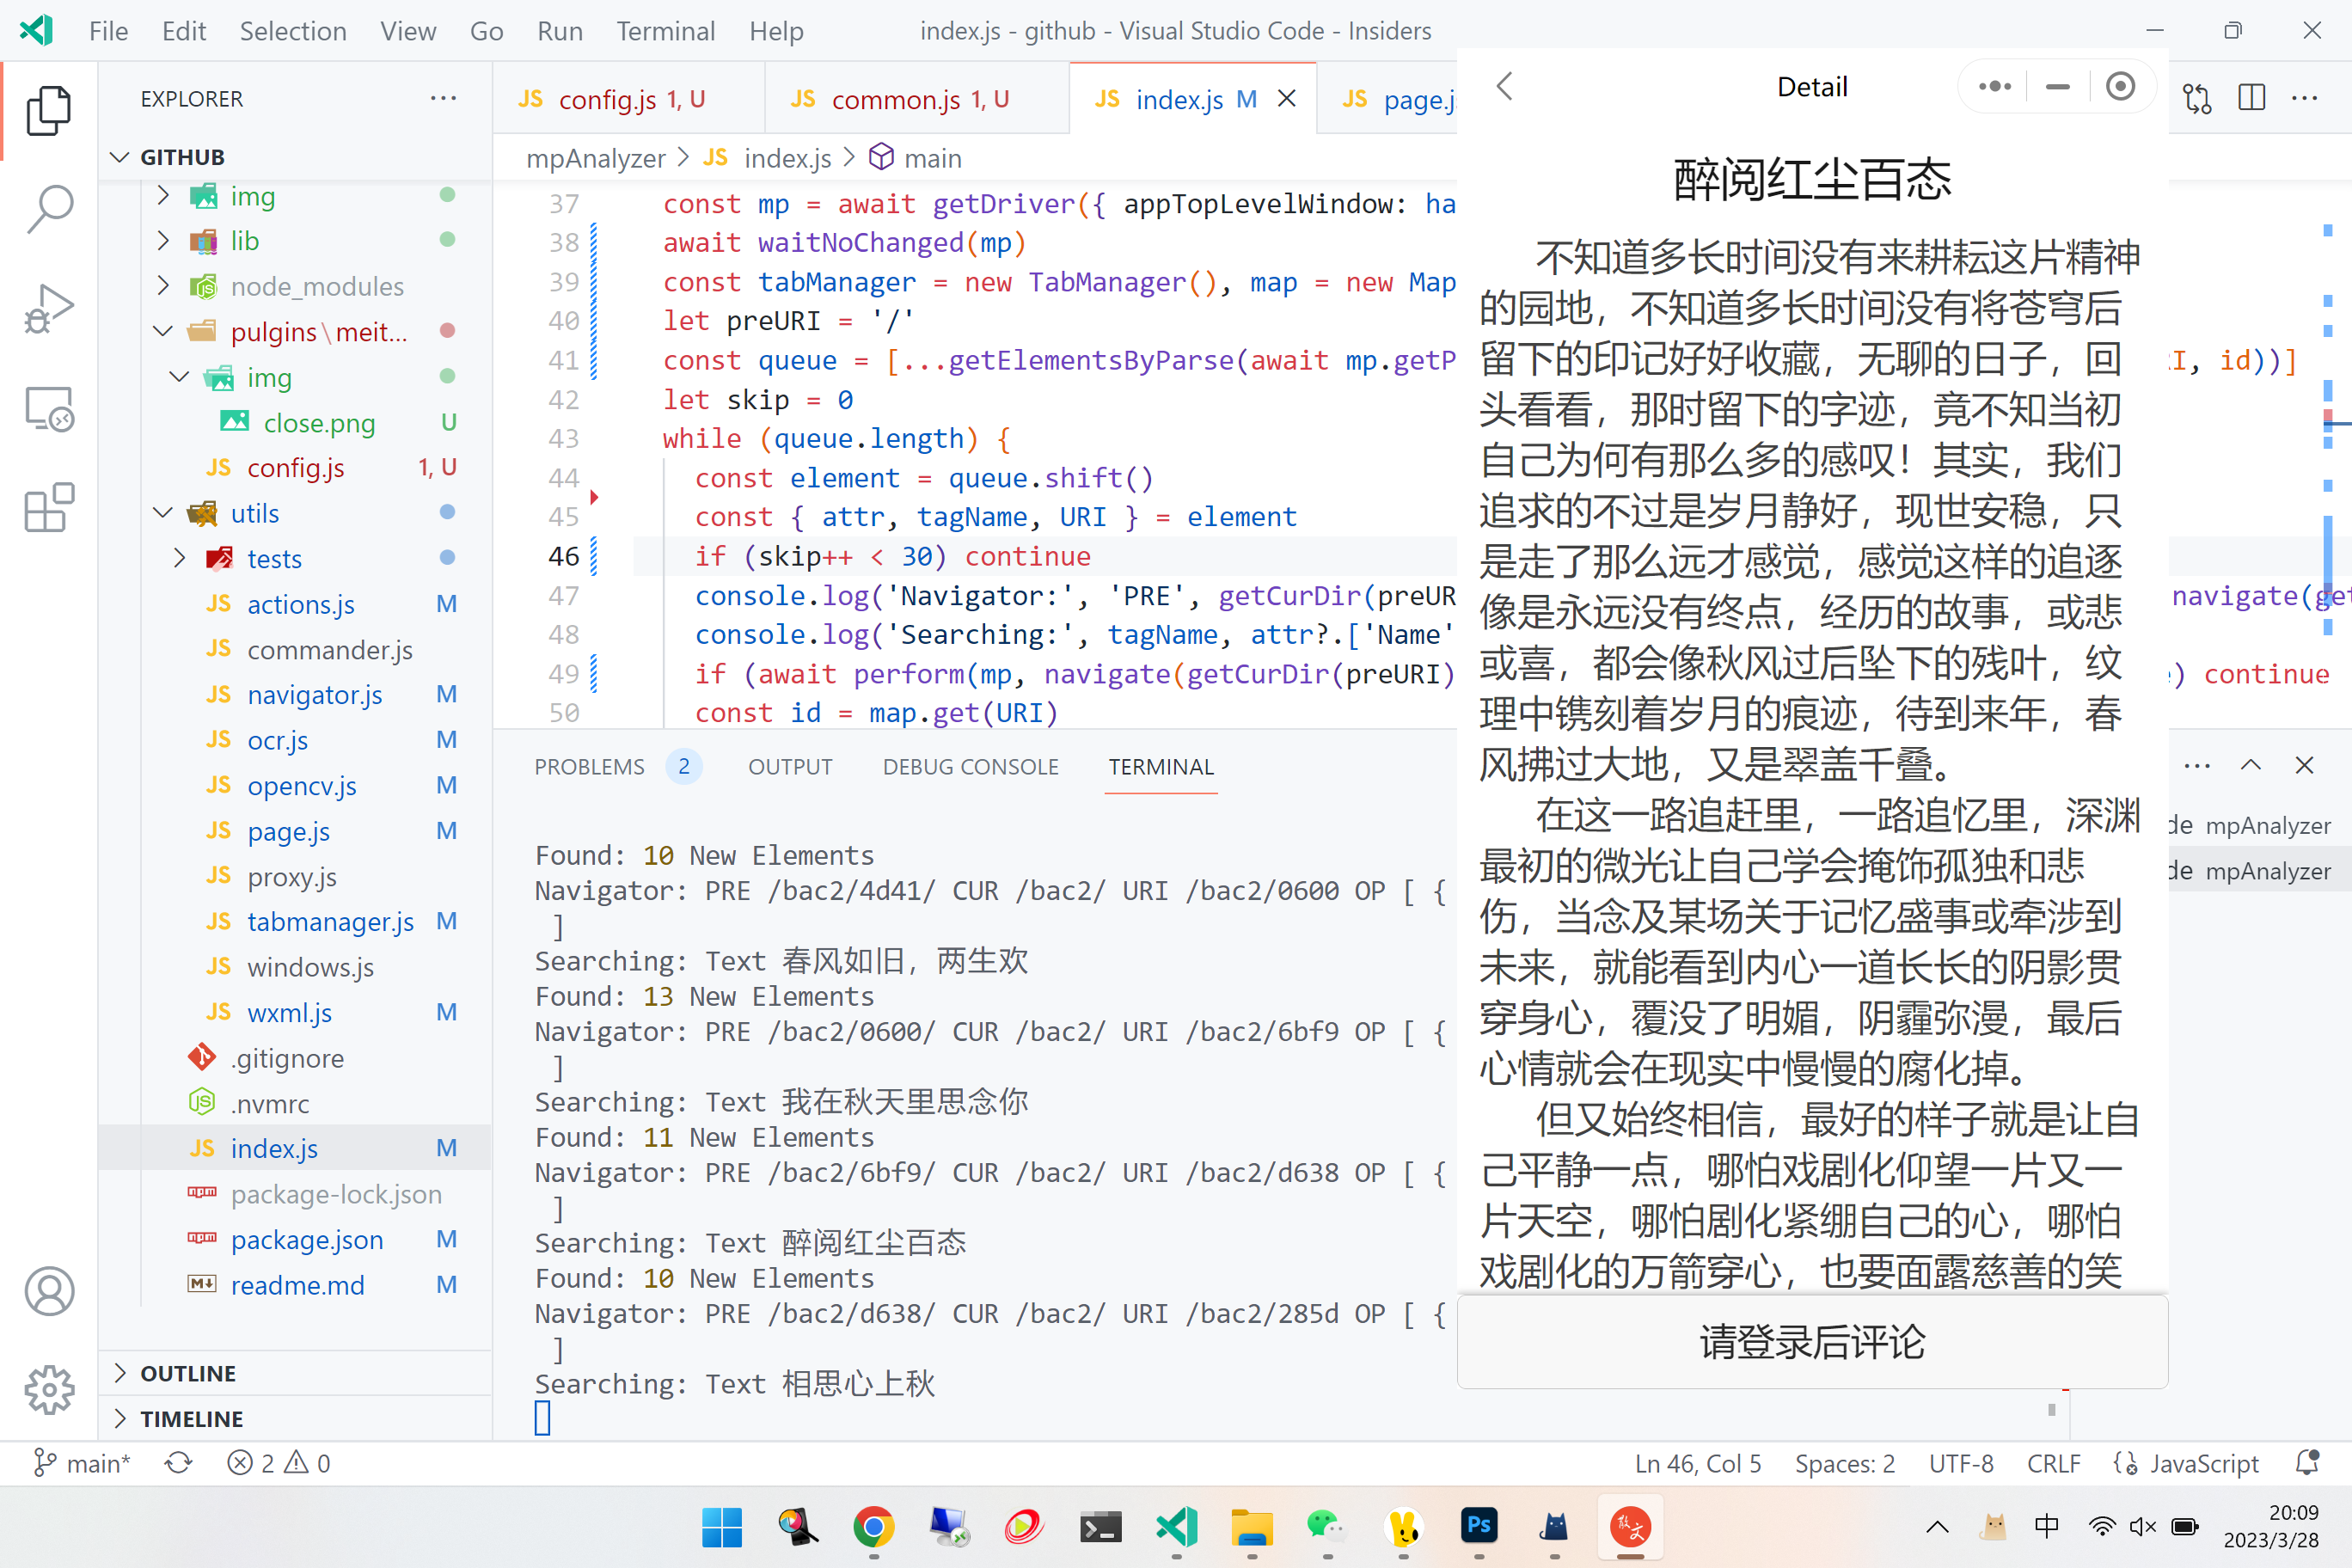 File Edit Selection View Go Run Terminal Help
index.js - github - Visual Studio Code - Insiders
EXPLORER
GITHUB
img
lib
node_modules
pulgins\meit...
img
close.png U
config.js 1, U
utils
tests
actions.js M
commander.js
navigator.js M
ocr.js M
opencv.js M
page.js M
proxy.js
tabmanager.js M
windows.js
wxml.js M
.gitignore
.nvmrc
index.js M
package-lock.json
package.json M
readme.md M
OUTLINE
TIMELINE
config.js 1, U
common.js 1, U
index.js M
page.j
mpAnalyzer > JS index.js > main
37 const mp = await getDriver({ appTopLevelWindow: ha
38 await waitNoChanged(mp)
39 const tabManager = new TabManager(), map = new Map
40 let preURI = '/'
41 const queue = [...getElementsByParse(await mp.getP
I, id))]
42 let skip = 0
43 while (queue.length) {
44 const element = queue.shift()
45 const { attr, tagName, URI } = element
46 if (skip++ < 30) continue
47 console.log('Navigator:', 'PRE', getCurDir(preUR
navigate(get
48 console.log('Searching:', tagName, attr?.['Name'
49 if (await perform(mp, navigate(getCurDir(preURI)
) continue
50 const id = map.get(URI)
PROBLEMS 2 OUTPUT DEBUG CONSOLE TERMINAL
Found: 10 New Elements
Navigator: PRE /bac2/4d41/ CUR /bac2/ URI /bac2/0600 OP [ {
]
Searching: Text 春风如旧，两生欢
Found: 13 New Elements
Navigator: PRE /bac2/0600/ CUR /bac2/ URI /bac2/6bf9 OP [ {
]
Searching: Text 我在秋天里思念你
Found: 11 New Elements
Navigator: PRE /bac2/6bf9/ CUR /bac2/ URI /bac2/d638 OP [ {
]
Searching: Text 醉阅红尘百态
Found: 10 New Elements
Navigator: PRE /bac2/d638/ CUR /bac2/ URI /bac2/285d OP [ {
]
Searching: Text 相思心上秋
de mpAnalyzer
de mpAnalyzer
Detail
醉阅红尘百态
不知道多长时间没有来耕耘这片精神
的园地，不知道多长时间没有将苍穹后
留下的印记好好收藏，无聊的日子，回
头看看，那时留下的字迹，竟不知当初
自己为何有那么多的感叹！其实，我们
追求的不过是岁月静好，现世安稳，只
是走了那么远才感觉，感觉这样的追逐
像是永远没有终点，经历的故事，或悲
或喜，都会像秋风过后坠下的残叶，纹
理中镌刻着岁月的痕迹，待到来年，春
风拂过大地，又是翠盖千叠。
在这一路追赶里，一路追忆里，深渊
最初的微光让自己学会掩饰孤独和悲
伤，当念及某场关于记忆盛事或牵涉到
未来，就能看到内心一道长长的阴影贯
穿身心，覆没了明媚，阴霾弥漫，最后
心情就会在现实中慢慢的腐化掉。
但又始终相信，最好的样子就是让自
己平静一点，哪怕戏剧化仰望一片又一
片天空，哪怕剧化紧绷自己的心，哪怕
戏剧化的万箭穿心，也要面露慈善的笑
请登录后评论
main* 2 0
Ln 46, Col 5 Spaces: 2 UTF-8 CRLF JavaScript
Ps
散文
中
20:09
2023/3/28